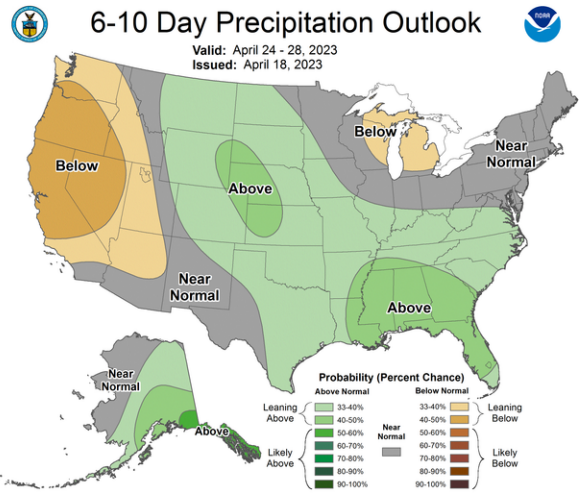 6-10 Day Precipitation Outlook
NOAA
Valid: April 24 - 28, 2023
Issued: April 18, 2023
Below
Above
Near
Normal
Below
Near
Normal
Above
Near
Normal
Above
Probability (Percent Chance)
Above Normal
Below Normal
Leaning
Above
33-40%
40-50%
Likely
Above
50-60%
60-70%
70-80%
80-90%
90-100%
Near
Normal
33-40%
40-50%
Leaning
Below
50-60%
60-70%
70-80%
80-90%
90-100%
Likely
Below